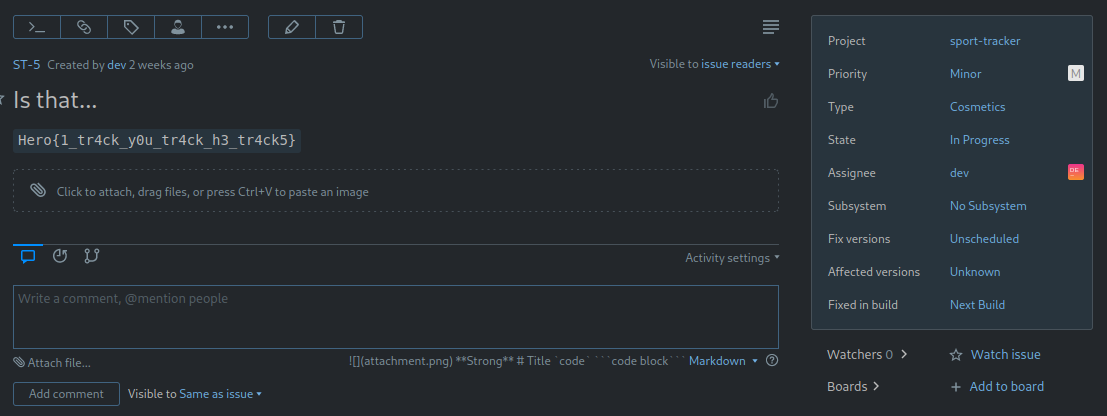 >_
ST-5 Created by dev 2 weeks ago
Visible to issue readers
Is that...
Hero{1_tr4ck_y0u_tr4ck_h3_tr4ck5}
Click to attach, drag files, or press Ctrl+V to paste an image
Activity settings
Write a comment, @mention people
Attach file...
![](attachment.png) **Strong** # Title `code` ```code block``` Markdown
Add comment
Visible to Same as issue
Project sport-tracker
Priority Minor M
Type Cosmetics
State In Progress
Assignee dev DE
Subsystem No Subsystem
Fix versions Unscheduled
Affected versions Unknown
Fixed in build Next Build
Watchers 0
Watch issue
Boards
Add to board